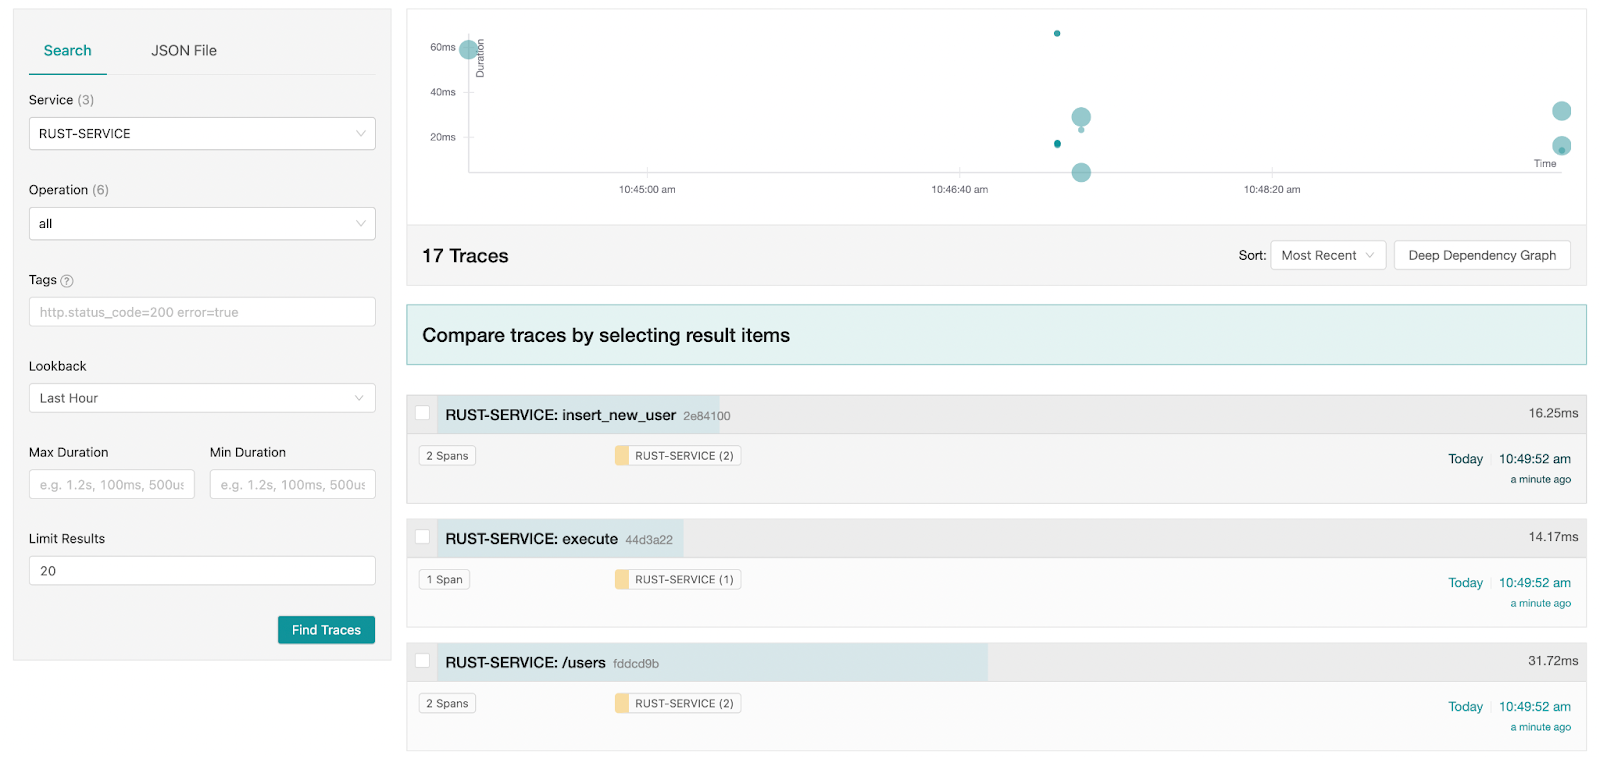 Search
JSON File
Service (3)
RUST-SERVICE
Operation (6)
all
Tags ?
http.status_code=200 error=true
Lookback
Last Hour
Max Duration
Min Duration
e.g. 1.2s, 100ms, 500us
e.g. 1.2s, 100ms, 500us
Limit Results
20
Find Traces
60ms
40ms
20ms
Duration
Time
10:45:00 am
10:46:40 am
10:48:20 am
17 Traces
Sort: Most Recent
Deep Dependency Graph
Compare traces by selecting result items
RUST-SERVICE: insert_new_user 2e84100
16.25ms
2 Spans
RUST-SERVICE (2)
Today 10:49:52 am
a minute ago
RUST-SERVICE: execute 44d3a22
14.17ms
1 Span
RUST-SERVICE (1)
Today 10:49:52 am
a minute ago
RUST-SERVICE: /users fddcd9b
31.72ms
2 Spans
RUST-SERVICE (2)
Today 10:49:52 am
a minute ago